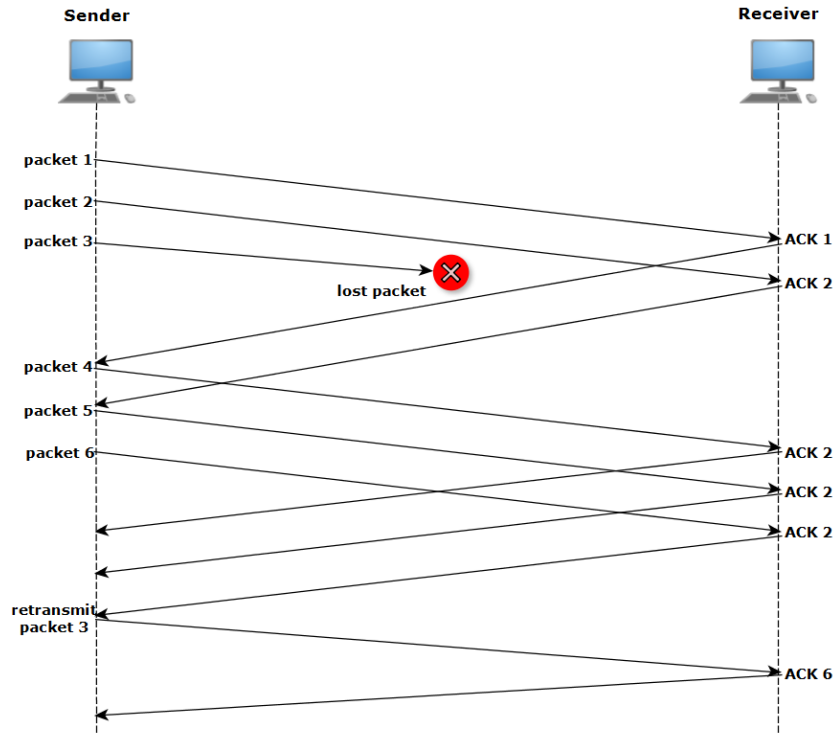 Sender
Receiver
packet 1
packet 2
packet 3
ACK 1
lost packet
ACK 2
packet 4
packet 5
packet 6
ACK 2
ACK 2
ACK 2
retransmit
packet 3
ACK 6